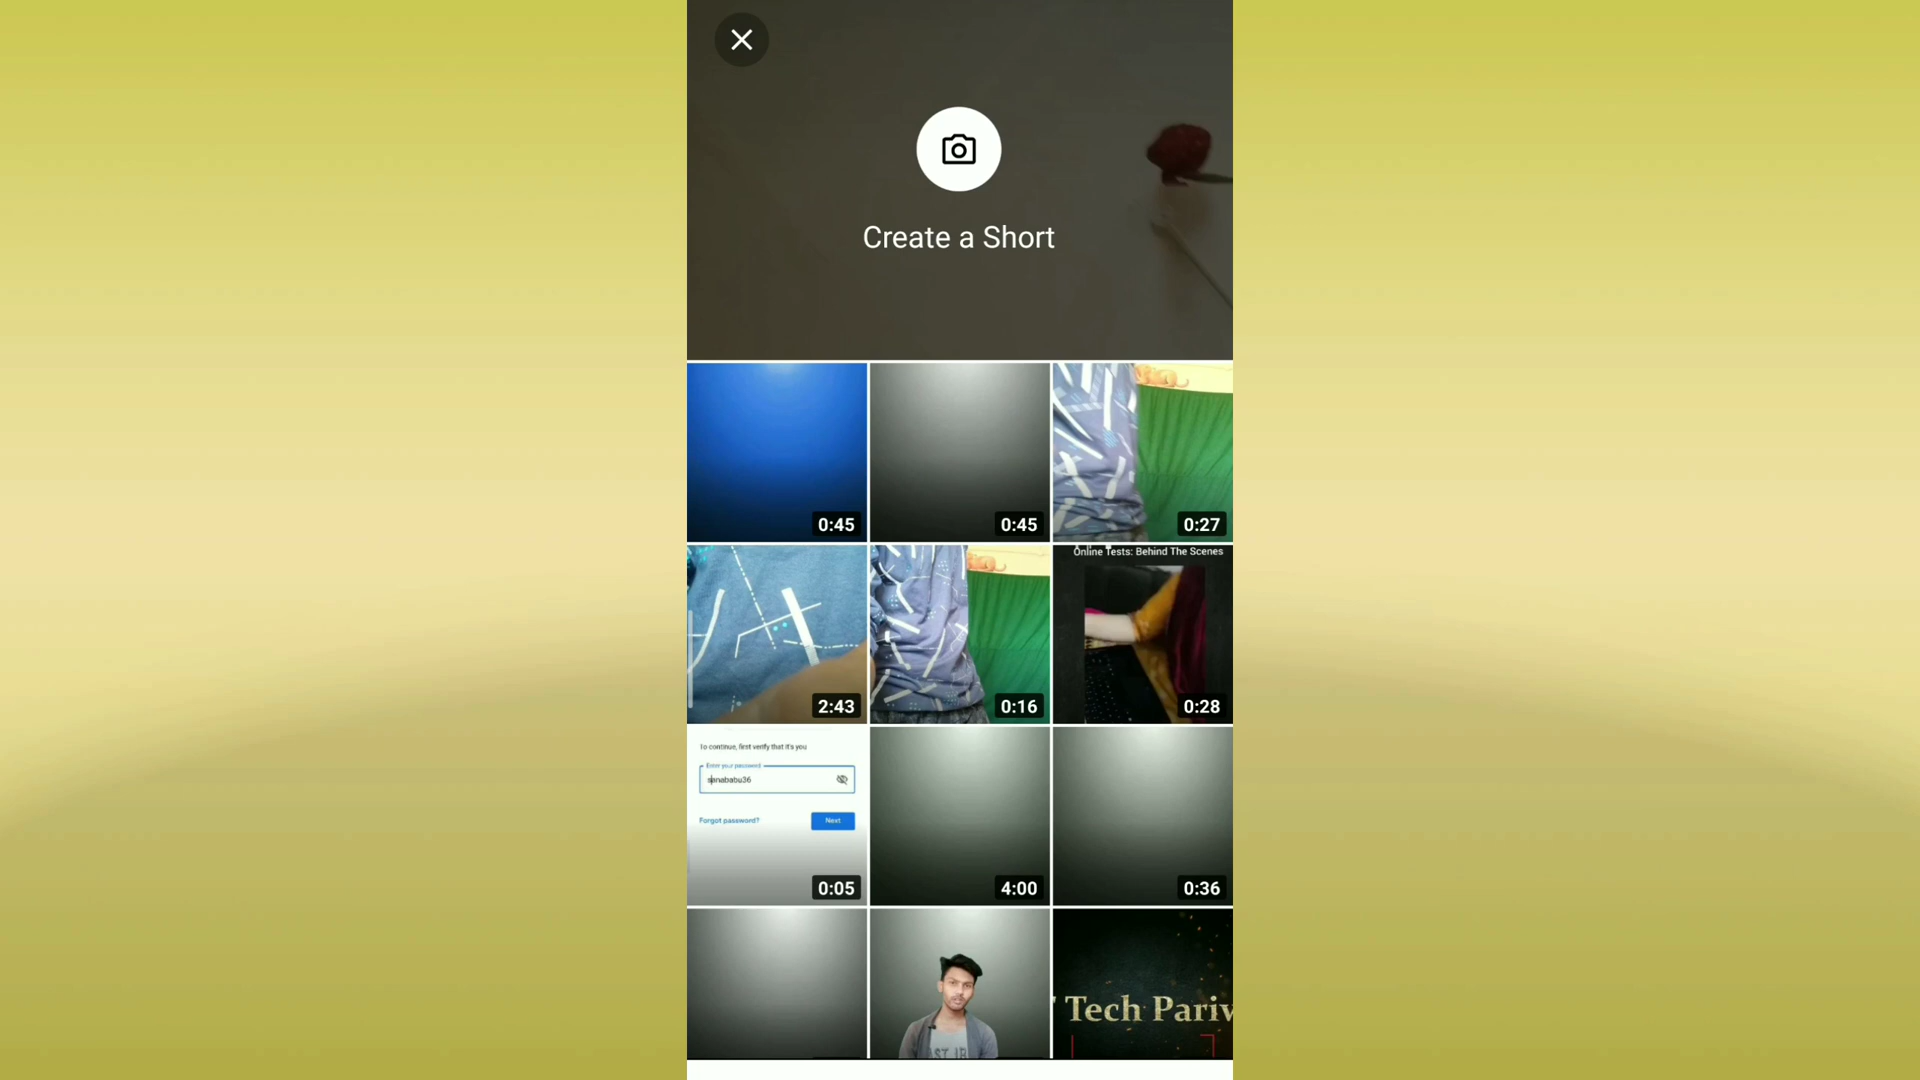 Create a Short
0:45
0:45
0:27
2:43
0:16
Online Tests: Behind The Scenes
0:28
To continue, first verify that it's you
Enter your password
sanababu36
Forgot password?
Next
0:05
4:00
0:36
Tech Pariv